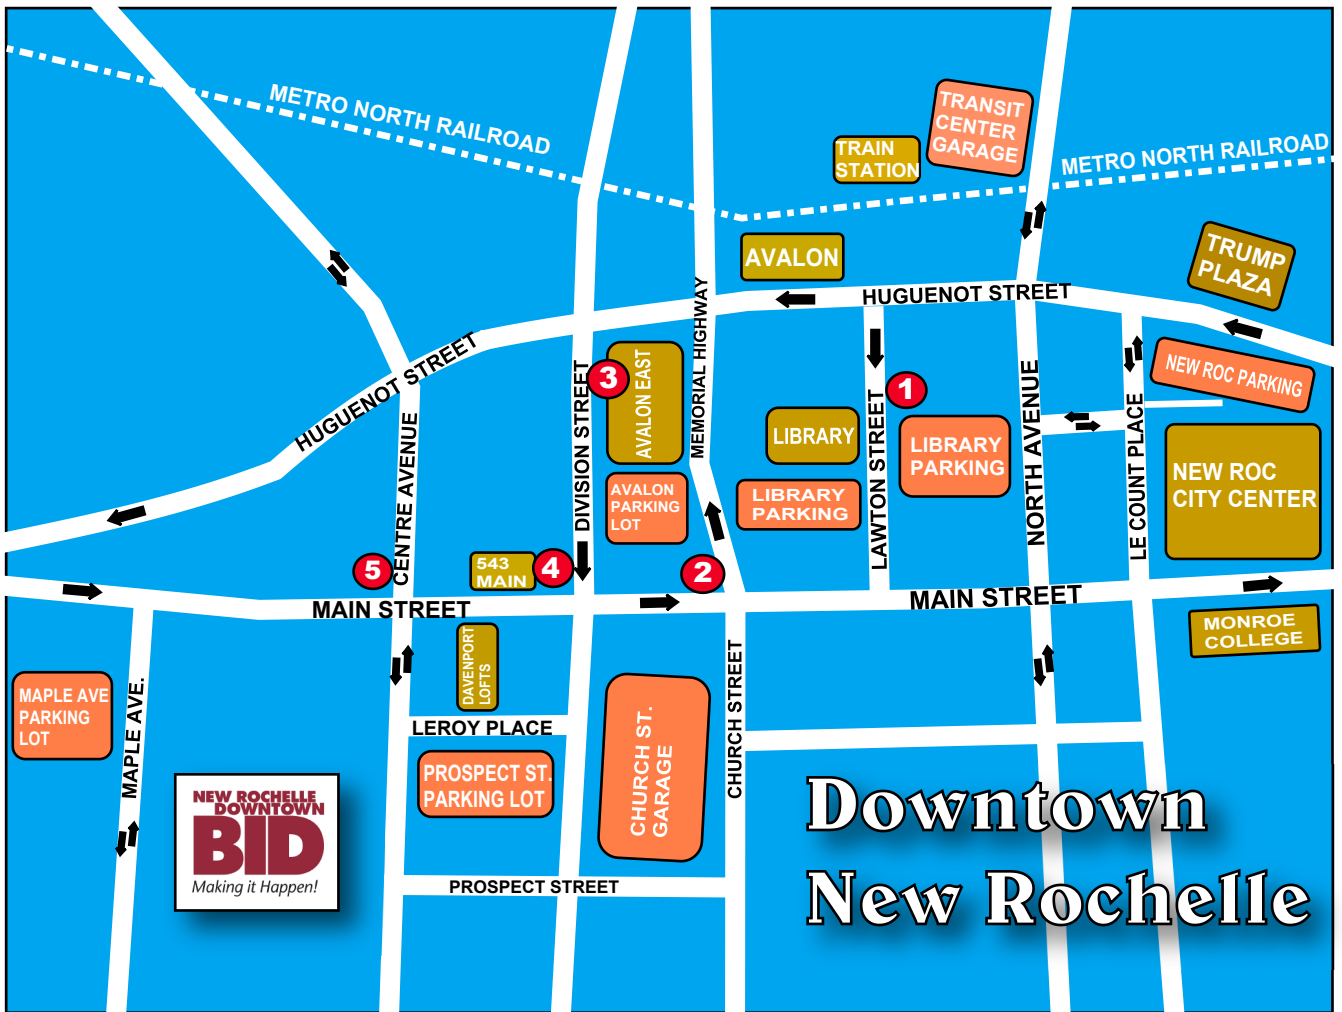 METRO NORTH RAILROAD
TRANSIT
CENTER
GARAGE
TRAIN
STATION
METRO NORTH RAILROAD
AVALON
TRUMP
PLAZA
HUGUENOT STREET
HUGUENOT STREET
NEW ROC PARKING
3
AVALON EAST
MEMORIAL HIGHWAY
DIVISION STREET
CENTRE AVENUE
1
LIBRARY
LAWTON STREET
LIBRARY
PARKING
NORTH AVENUE
LE COUNT PLACE
NEW ROC
CITY CENTER
AVALON
PARKING
LOT
LIBRARY
PARKING
5
543
MAIN
4
2
MAIN STREET
MAIN STREET
MONROE
COLLEGE
DAVENPORT
LOFTS
MAPLE AVE
PARKING
LOT
MAPLE AVE.
LEROY PLACE
CHURCH ST.
GARAGE
CHURCH STREET
PROSPECT ST.
PARKING LOT
NEW ROCHELLE
DOWNTOWN
BID
Making it Happen!
PROSPECT STREET
Downtown
New Rochelle